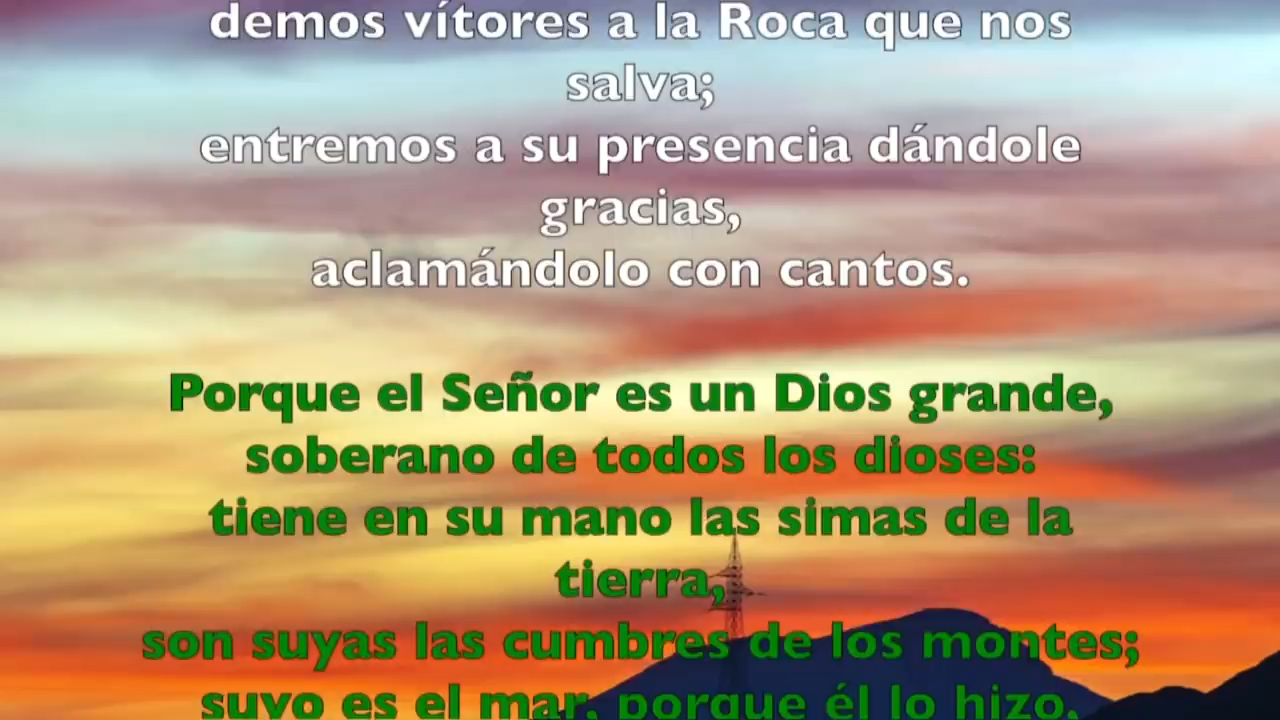 demos vítores a la Roca que nos
salva;
entremos a su presencia dándole
gracias,
aclamándolo con cantos.
Porque el Señor es un Dios grande,
soberano de todos los dioses:
tiene en su mano las simas de la
tierra,
son suyas las cumbres de los montes;
suyo es el mar, porque él lo hizo,